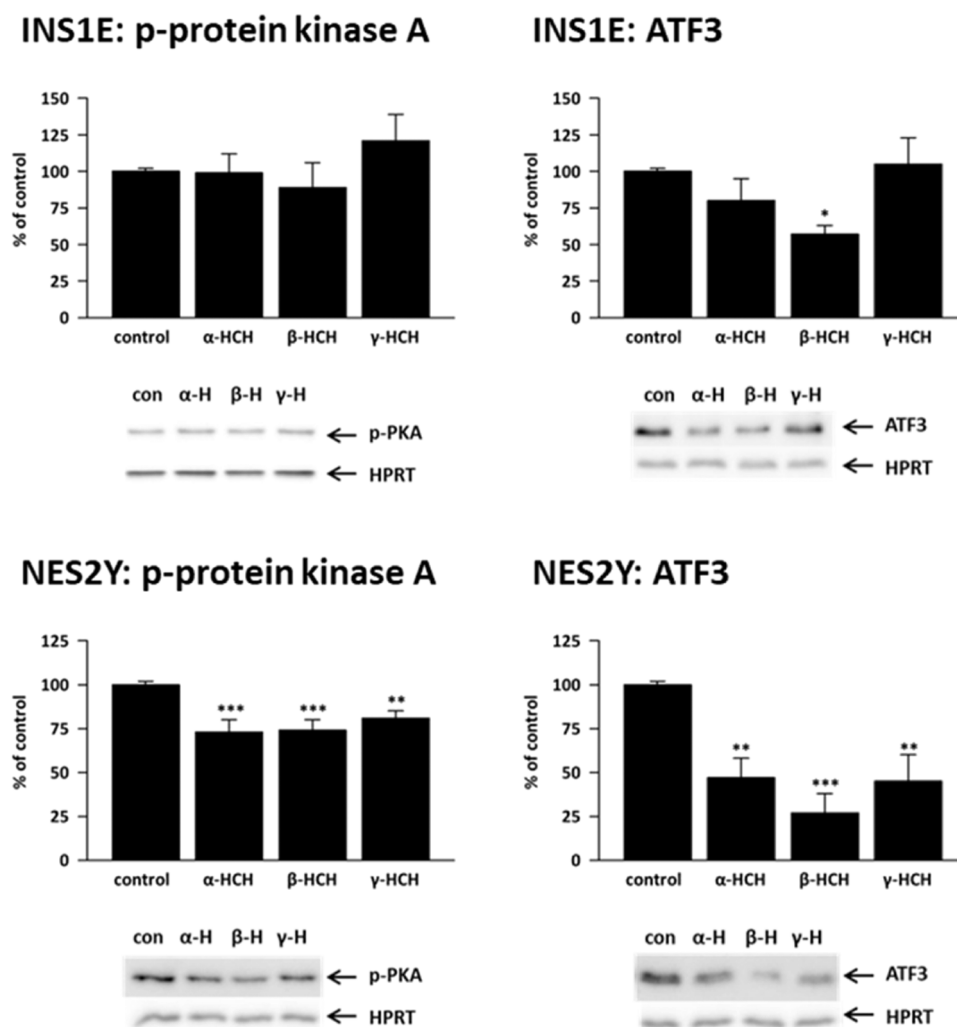 INS1E: p-protein kinase A
% of control
150
125
100
75
50
25
0
control α-HCH β-HCH γ-HCH
con α-H β-H γ-H
p-PKA
HPRT
INS1E: ATF3
% of control
150
125
100
75
50
25
0
*
control α-HCH β-HCH γ-HCH
con α-H β-H γ-H
ATF3
HPRT
NES2Y: p-protein kinase A
% of control
125
100
75
50
25
0
*** *** **
control α-HCH β-HCH γ-HCH
con α-H β-H γ-H
p-PKA
HPRT
NES2Y: ATF3
% of control
125
100
75
50
25
0
** *** **
control α-HCH β-HCH γ-HCH
con α-H β-H γ-H
ATF3
HPRT